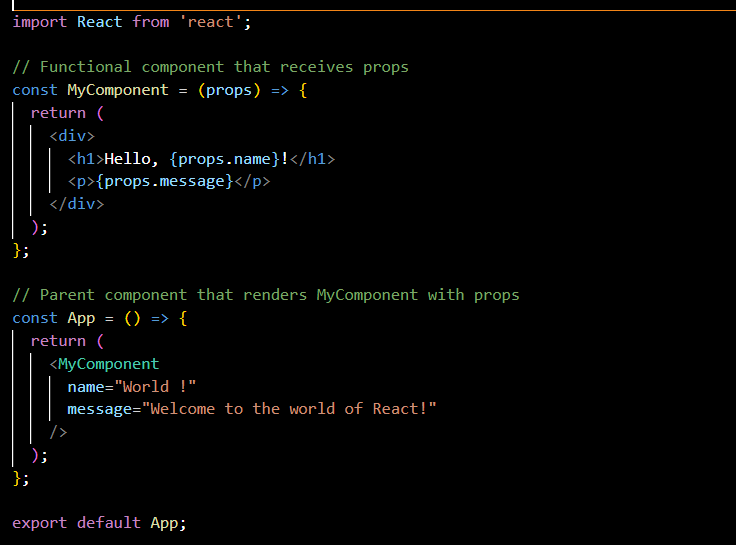 import React from 'react';
// Functional component that receives props
const MyComponent = (props) => {
return (
<div>
<h1>Hello, {props.name}!</h1>
<p>{props.message}</p>
</div>
);
};
// Parent component that renders MyComponent with props
const App = () => {
return (
<MyComponent
name="World !"
message="Welcome to the world of React!"
/>
);
};
export default App;